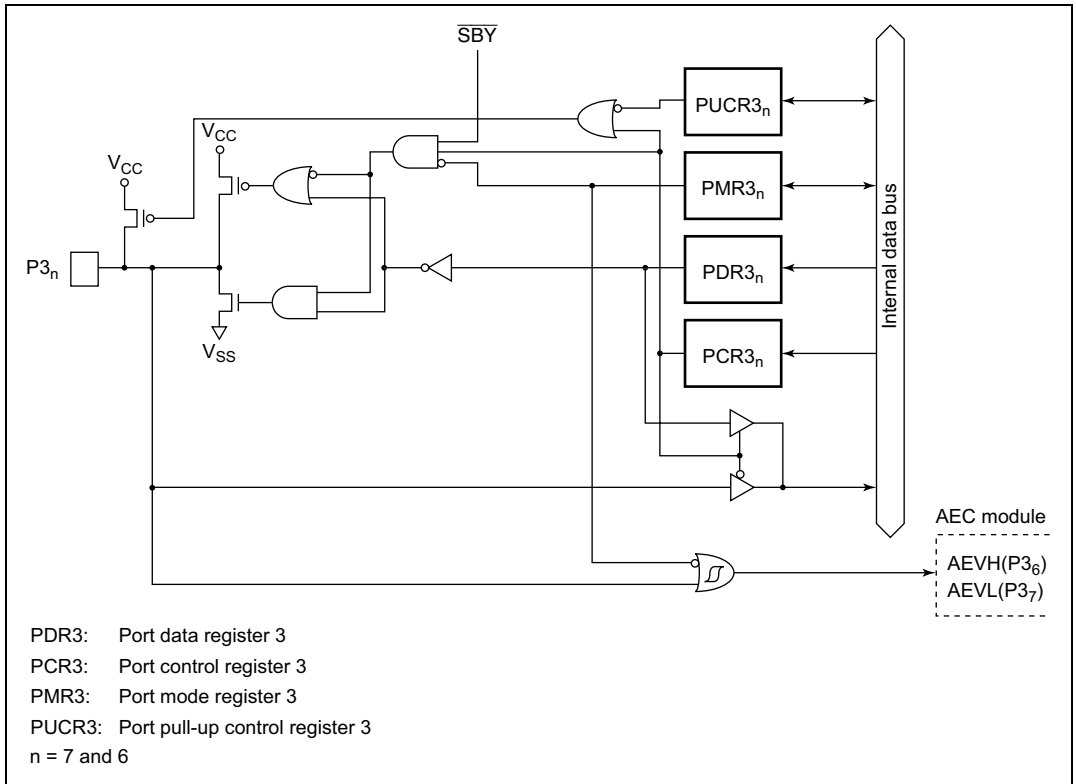 SBY
PUCR3n
VCC
VCC
PMR3n
P3n
PDR3n
Internal data bus
VSS
PCR3n
AEC module
AEVH(P36)
AEVL(P37)
PDR3: Port data register 3
PCR3: Port control register 3
PMR3: Port mode register 3
PUCR3: Port pull-up control register 3
n = 7 and 6